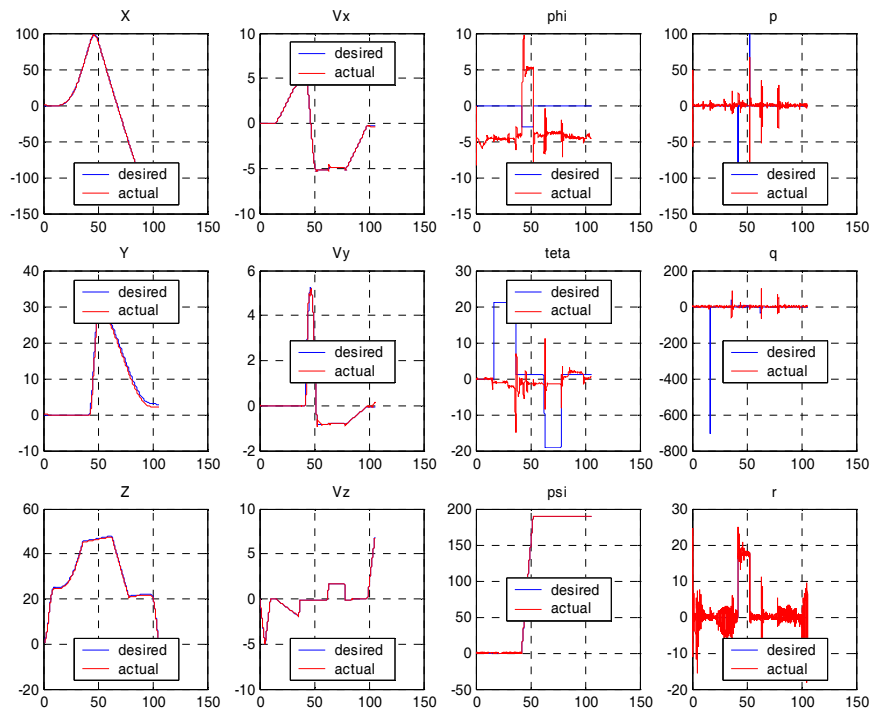 X
100
50
0
-50
-100
-150
-200
0 50 100 150
desired
actual
Vx
10
5
0
-5
-10
0 50 100 150
desired
actual
phi
10
5
0
-5
-10
-15
0 50 100 150
desired
actual
p
100
50
0
-50
-100
-150
0 50 100 150
desired
actual
Y
40
30
20
10
0
-10
0 50 100 150
desired
actual
Vy
6
4
2
0
-2
0 50 100 150
desired
actual
teta
30
20
10
0
-10
-20
0 50 100 150
desired
actual
q
200
0
-200
-400
-600
-800
0 50 100 150
desired
actual
Z
60
40
20
0
-20
0 50 100 150
desired
actual
Vz
10
5
0
-5
-10
0 50 100 150
desired
actual
psi
200
150
100
50
0
-50
0 50 100 150
desired
actual
r
30
20
10
0
-10
-20
0 50 100 150
desired
actual